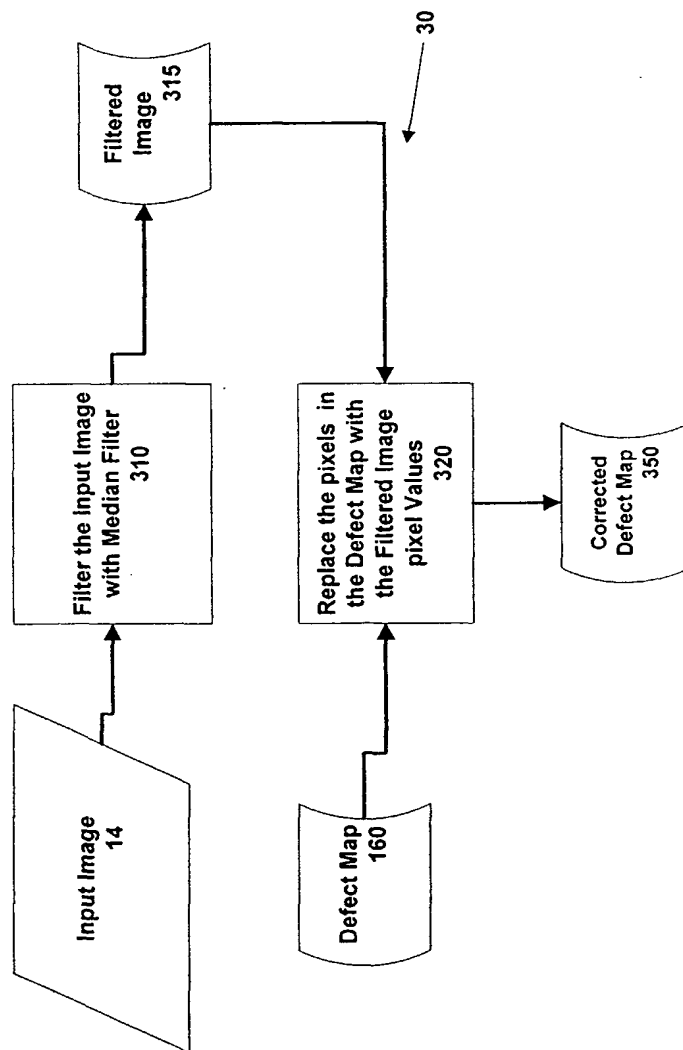 Input Image
14
Filter the Input Image
with Median Filter
310
Filtered
Image
315
Defect Map
160
Replace the pixels in
the Defect Map with
the Filtered Image
pixel Values
320
30
Corrected
Defect Map
350